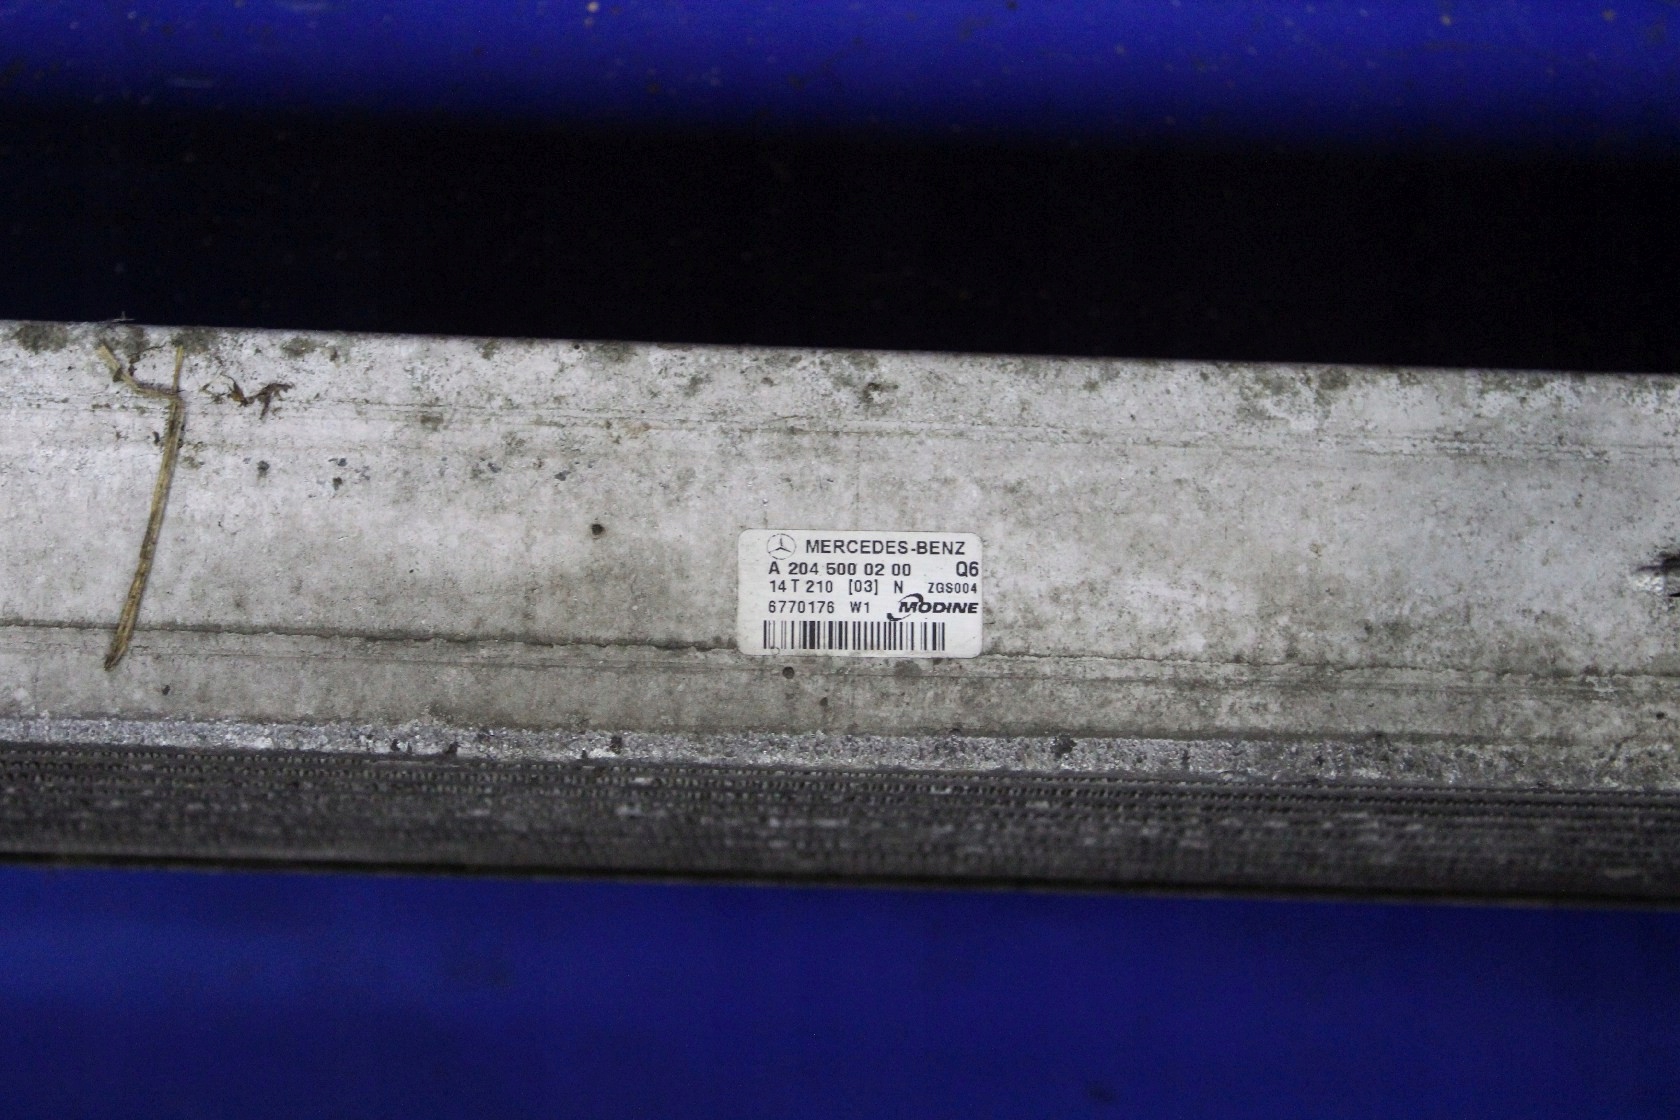 MERCEDES-BENZ
A 204 500 02 00 Q6
14 T 210 [03] N ZGS004
6770176 W1 MODINE